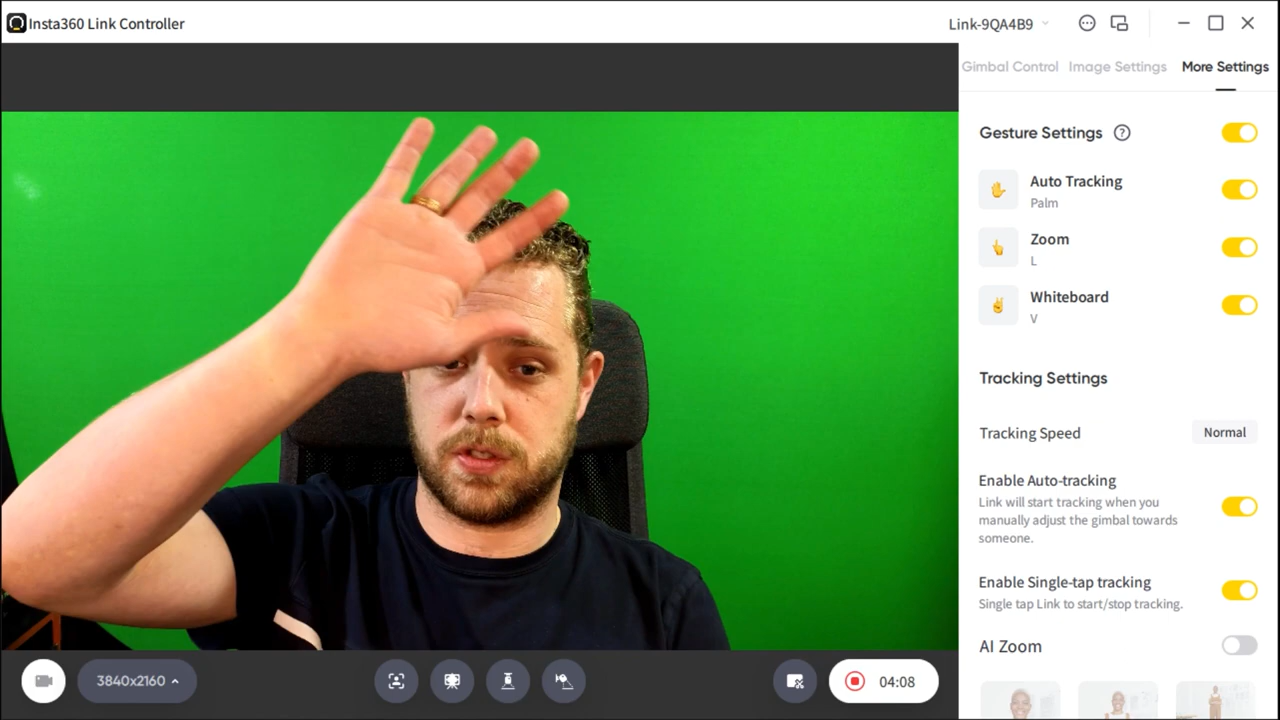 Insta360 Link Controller
Link-9QA4B9
Gimbal Control Image Settings More Settings
Gesture Settings ?
Auto Tracking
Palm
Zoom
L
Whiteboard
V
Tracking Settings
Tracking Speed Normal
Enable Auto-tracking
Link will start tracking when you
manually adjust the gimbal towards
someone.
Enable Single-tap tracking
Single tap Link to start/stop tracking.
AI Zoom
3840x2160
04:08